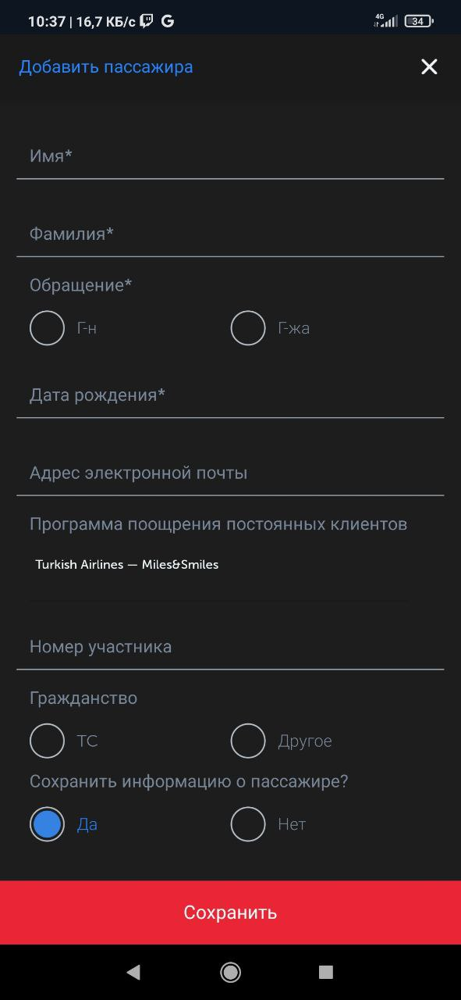 10:37 | 16,7 КБ/с
4G
34
Добавить пассажира
Имя*
Фамилия*
Обращение*
Г-н
Г-жа
Дата рождения*
Адрес электронной почты
Программа поощрения постоянных клиентов
Turkish Airlines — Miles&Smiles
Номер участника
Гражданство
TC
Другое
Сохранить информацию о пассажире?
Да
Нет
Сохранить